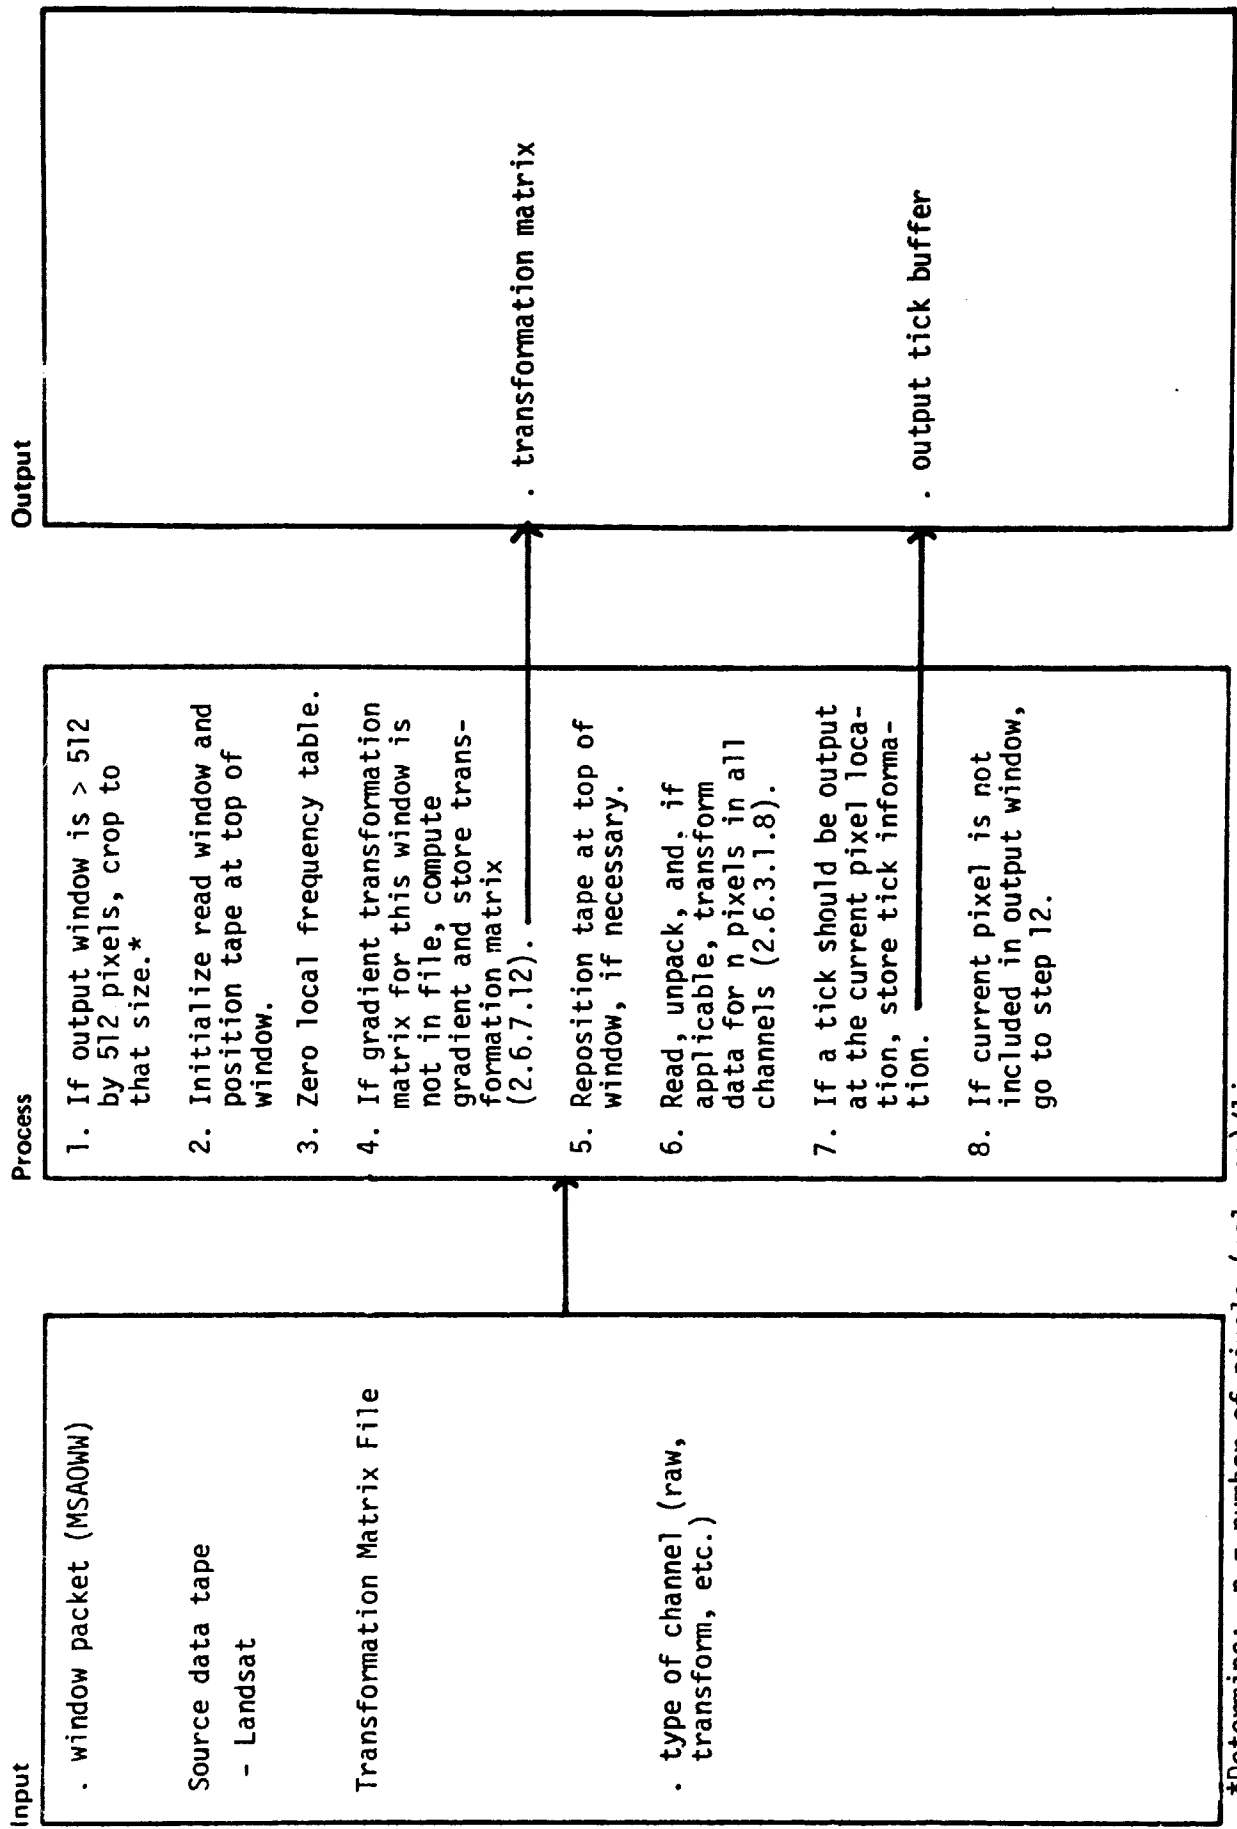 Input
. window packet (MSAOWW)
Source data tape
- Landsat
Transformation Matrix File
. type of channel (raw,
transform, etc.)
Process
1. If output window is > 512
by 512 pixels, crop to
that size.*
2. Initialize read window and
position tape at top of
window.
3. Zero local frequency table.
4. If gradient transformation
matrix for this window is
not in file, compute
gradient and store trans-
formation matrix
(2.6.7.12).
5. Reposition tape at top of
window, if necessary.
6. Read, unpack, and, if
applicable, transform
data for n pixels in all
channels (2.6.3.1.8).
7. If a tick should be output
at the current pixel loca-
tion, store tick informa-
tion.
8. If current pixel is not
included in output window,
go to step 12.
Output
. transformation matrix
. output tick buffer
*Determine: n = number of pixels